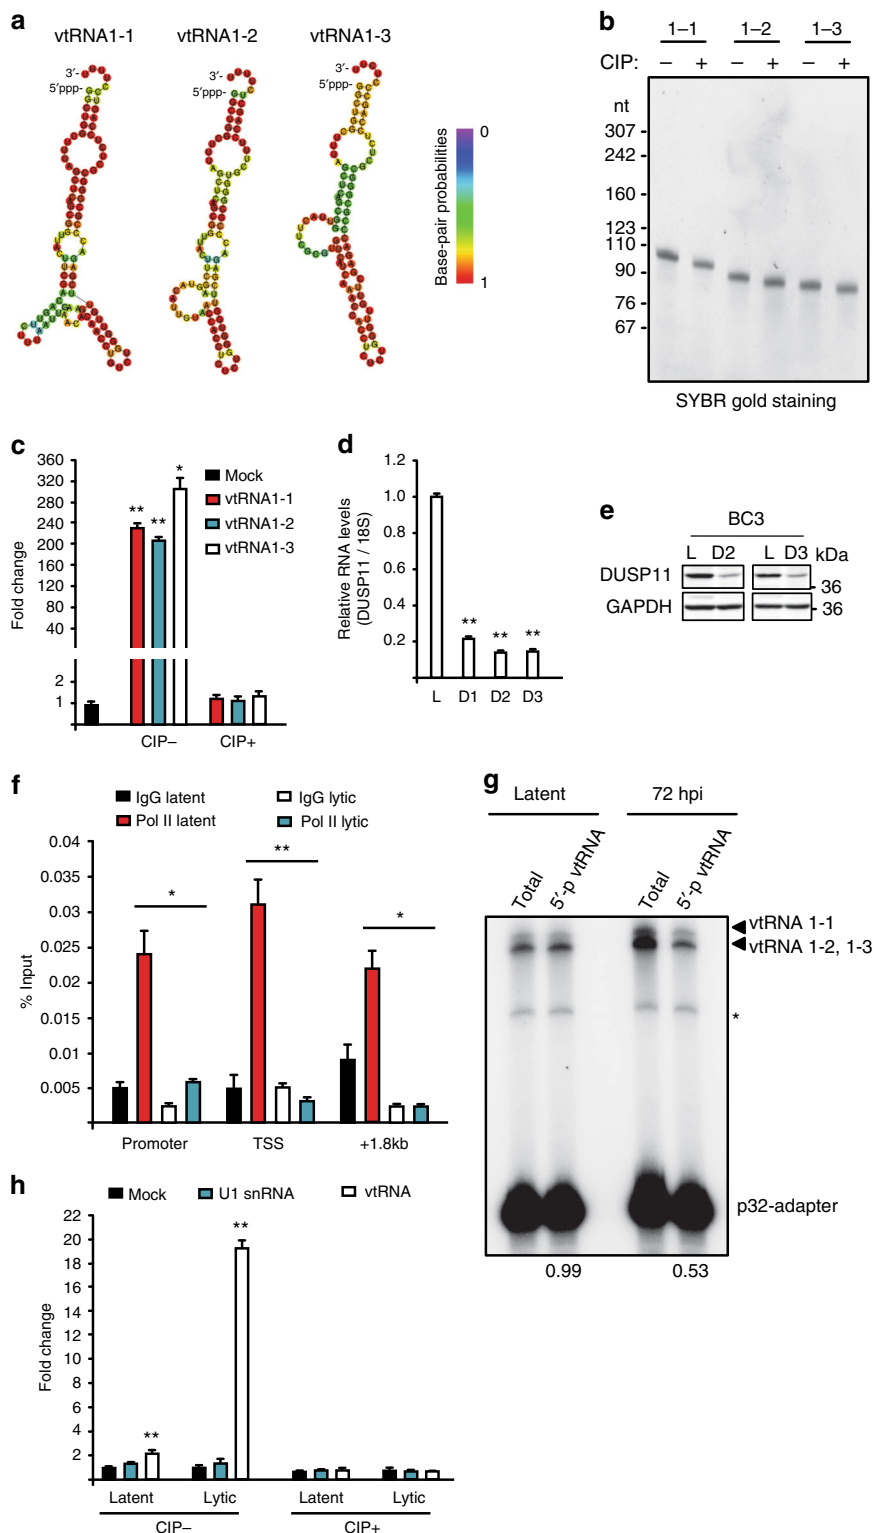 a
vtRNA1-1
vtRNA1-2
vtRNA1-3
3′-
5′ppp-
3′-
5′ppp-
3′-
5′ppp-
Base-pair probabilities
0
1
b
1–1
1–2
1–3
CIP:
– + – + – +
nt
307
242
160
123
110
90
76
67
SYBR gold staining
c
Fold change
360
320
280
240
200
160
120
80
40
2
1
Mock
vtRNA1-1
vtRNA1-2
vtRNA1-3
**
**
*
CIP–
CIP+
d
Relative RNA levels
(DUSP11 / 18S)
1.2
1.0
0.8
0.6
0.4
0.2
**
**
**
L D1 D2 D3
e
BC3
L D2 L D3 kDa
DUSP11
36
GAPDH
36
f
IgG latent
IgG lytic
Pol II latent
Pol II lytic
% Input
0.04
0.035
0.03
0.025
0.02
0.015
0.01
0.005
*
**
*
Promoter
TSS
+1.8kb
g
Latent
72 hpi
Total
5′-p vtRNA
Total
5′-p vtRNA
vtRNA 1-1
vtRNA 1-2, 1-3
*
p32-adapter
0.99
0.53
h
Mock
U1 snRNA
vtRNA
Fold change
22
20
18
16
14
12
10
8
6
4
2
**
**
Latent
Lytic
Latent
Lytic
CIP–
CIP+